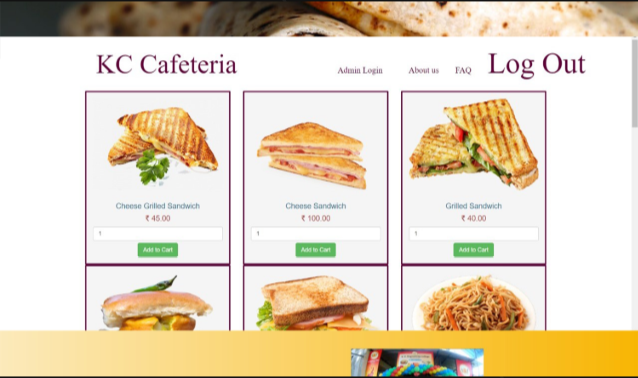 KC Cafeteria
Admin Login
About us
FAQ
Log Out
Cheese Grilled Sandwich
₹ 45.00
1
Add to Cart
Cheese Sandwich
₹ 100.00
1
Add to Cart
Grilled Sandwich
₹ 40.00
1
Add to Cart